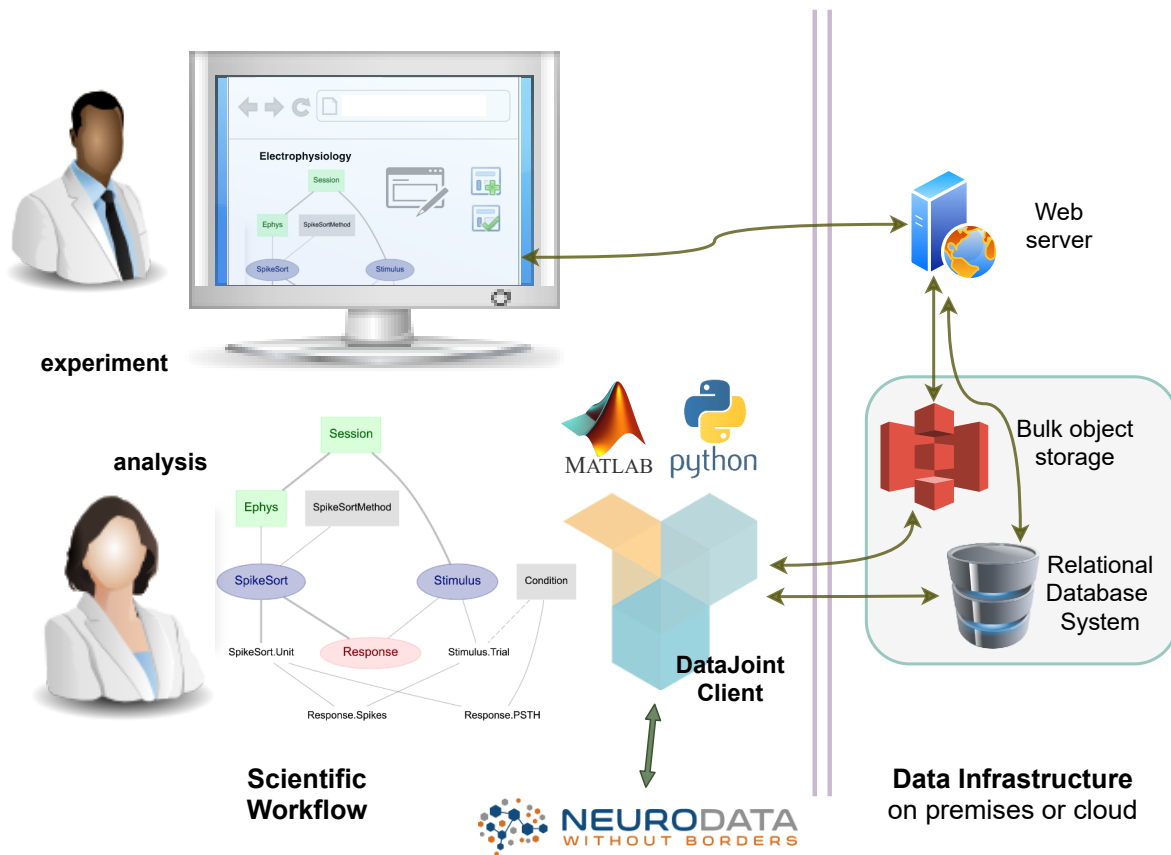 Electrophysiology
Session
Ephys
SpikeSortMethod
SpikeSort
Stimulus
Web
server
experiment
analysis
Session
Ephys
SpikeSortMethod
SpikeSort
Stimulus
Condition
SpikeSort.Unit
Response
Stimulus.Trial
Response.Spikes
Response.PSTH
MATLAB
python
DataJoint
Client
Bulk object
storage
Relational
Database
System
Scientific
Workflow
NEURODATA
WITHOUT BORDERS
Data Infrastructure
on premises or cloud